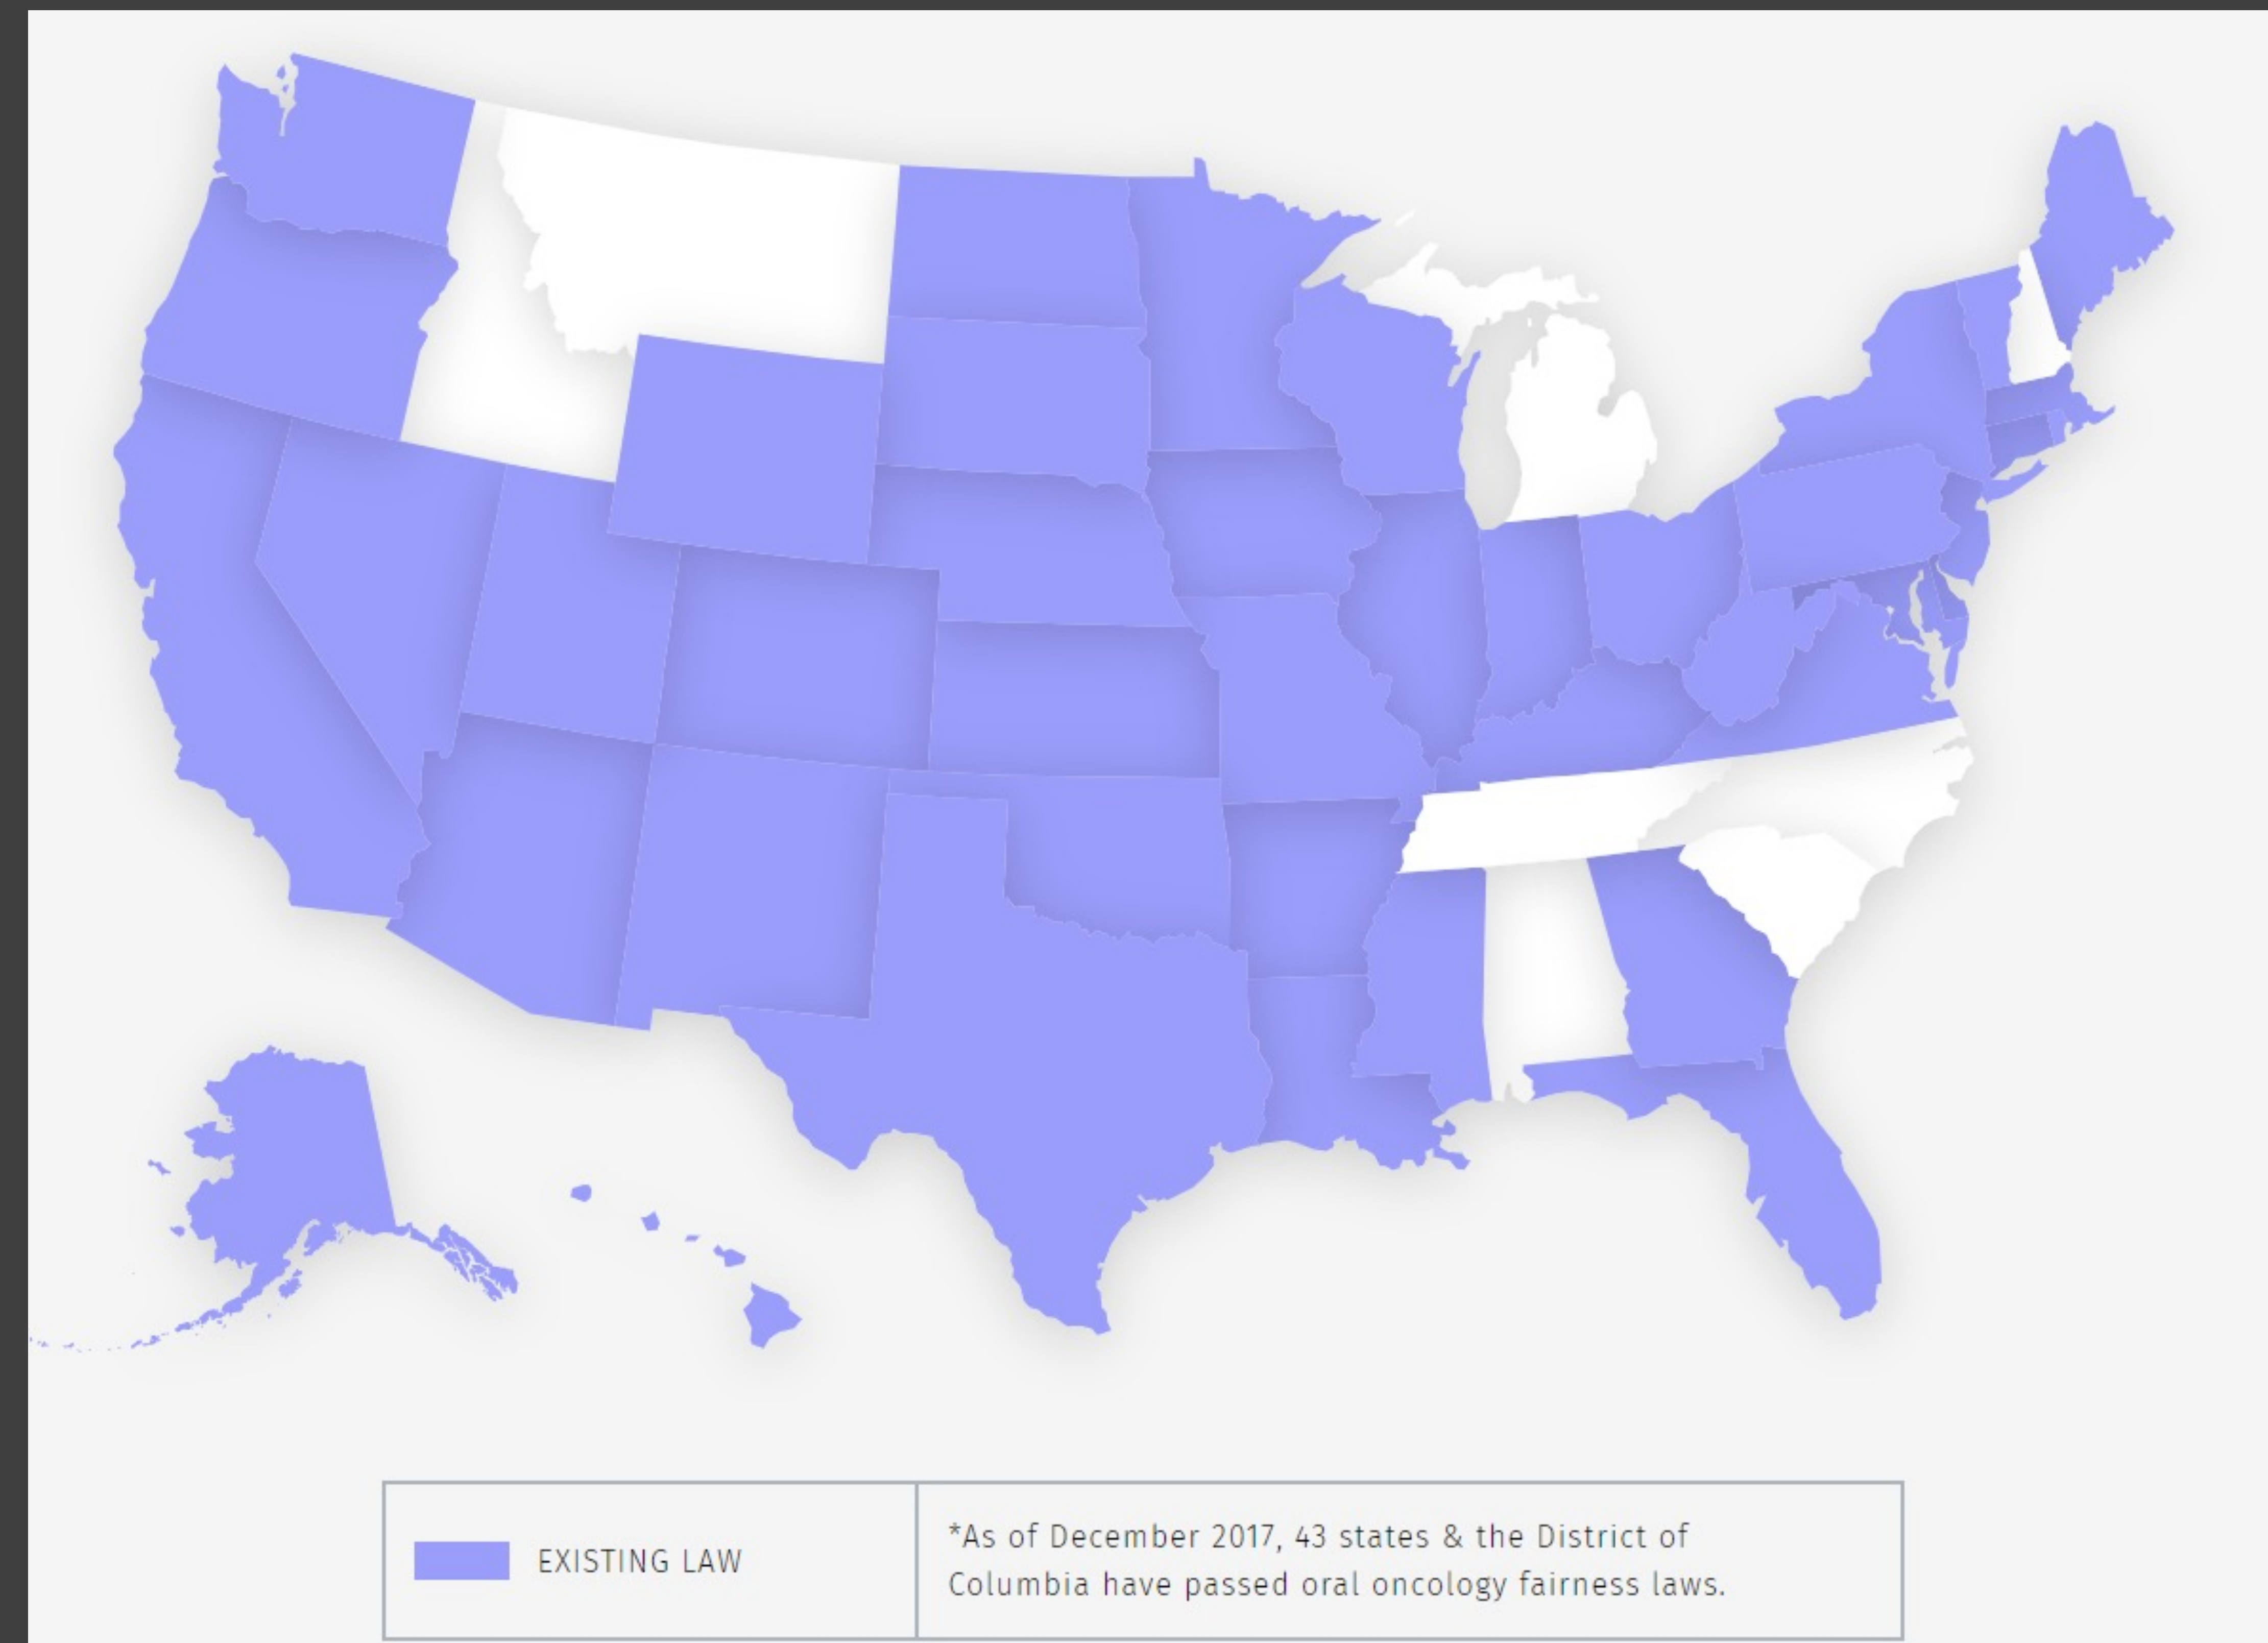 EXISTING LAW
*As of December 2017, 43 states & the District of
Columbia have passed oral oncology fairness laws.